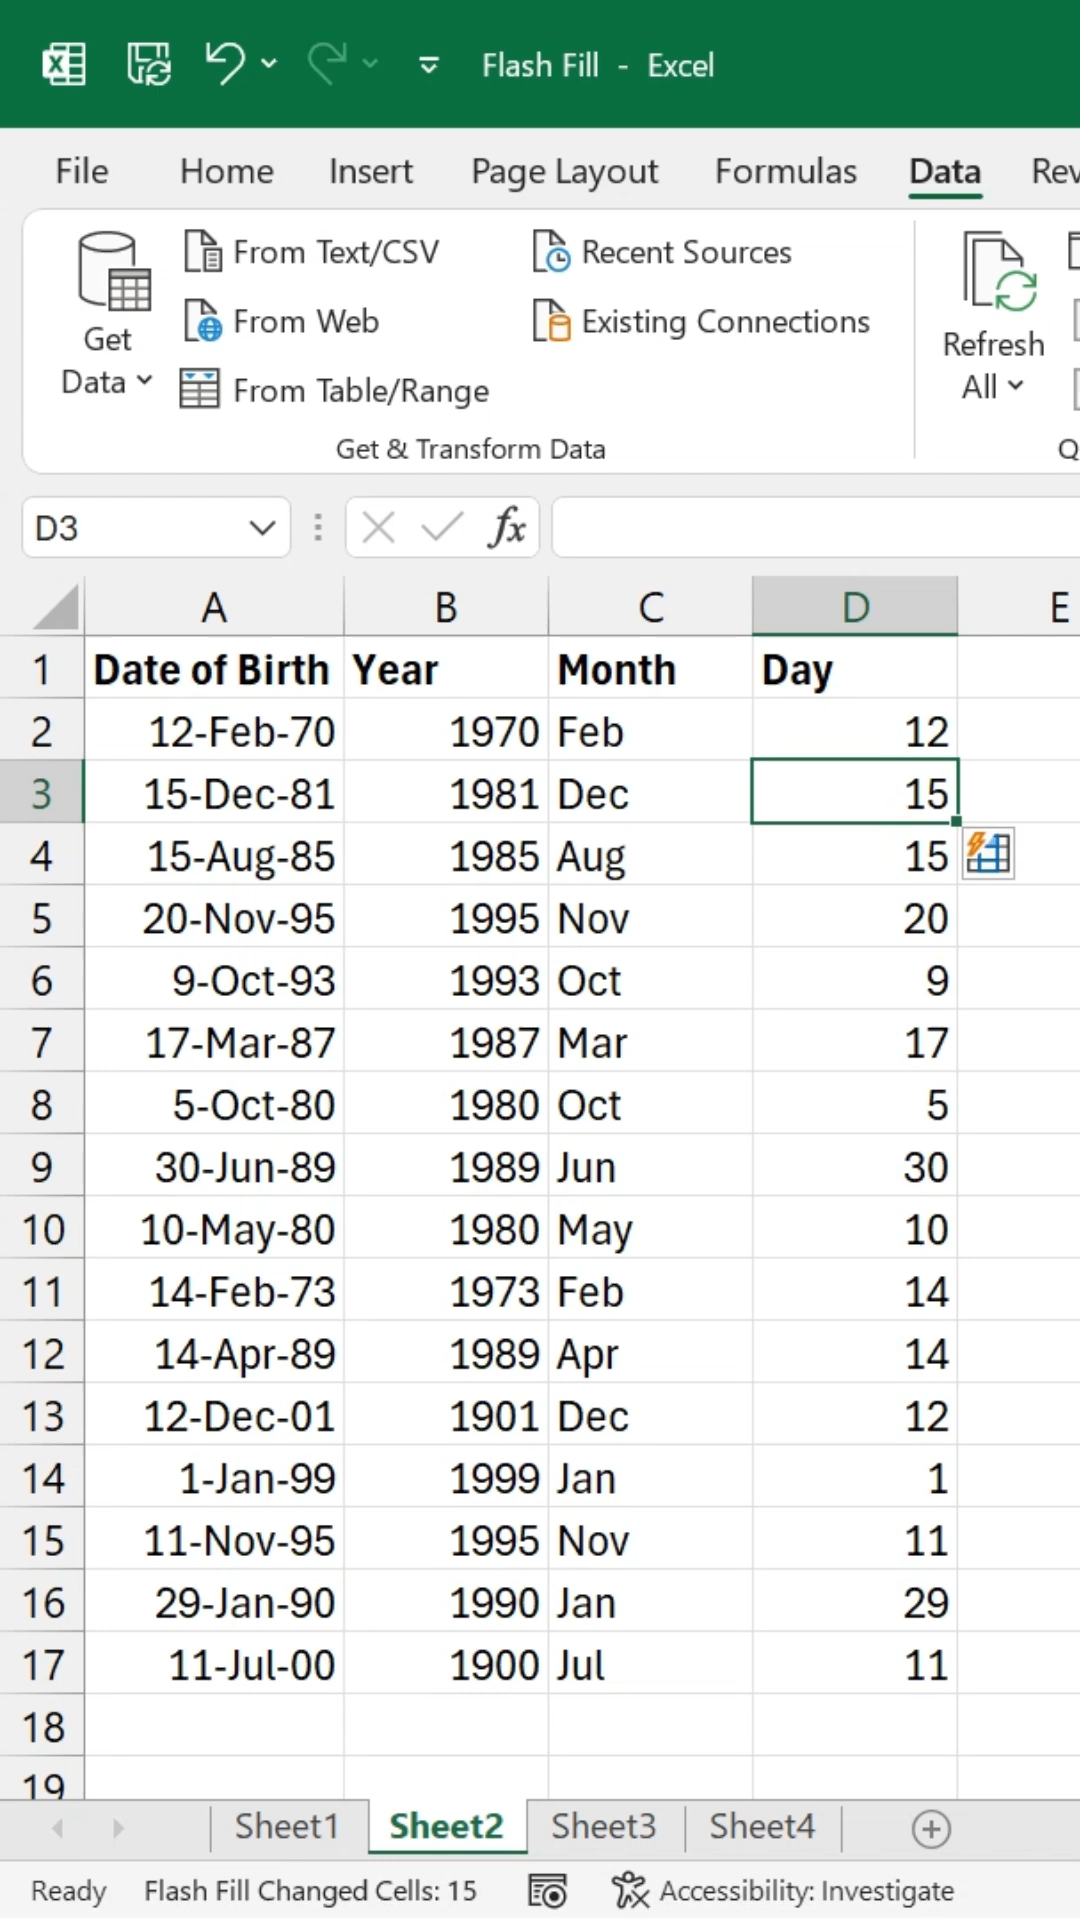 Flash Fill - Excel
File Home Insert Page Layout Formulas Data Rev
From Text/CSV Recent Sources
From Web Existing Connections
Get Data From Table/Range Refresh All
Get & Transform Data Q
D3 fx
A B C D E
1 Date of Birth Year Month Day
2 12-Feb-70 1970 Feb 12
3 15-Dec-81 1981 Dec 15
4 15-Aug-85 1985 Aug 15
5 20-Nov-95 1995 Nov 20
6 9-Oct-93 1993 Oct 9
7 17-Mar-87 1987 Mar 17
8 5-Oct-80 1980 Oct 5
9 30-Jun-89 1989 Jun 30
10 10-May-80 1980 May 10
11 14-Feb-73 1973 Feb 14
12 14-Apr-89 1989 Apr 14
13 12-Dec-01 1901 Dec 12
14 1-Jan-99 1999 Jan 1
15 11-Nov-95 1995 Nov 11
16 29-Jan-90 1990 Jan 29
17 11-Jul-00 1900 Jul 11
18
19
Sheet1 Sheet2 Sheet3 Sheet4
Ready Flash Fill Changed Cells: 15 Accessibility: Investigate